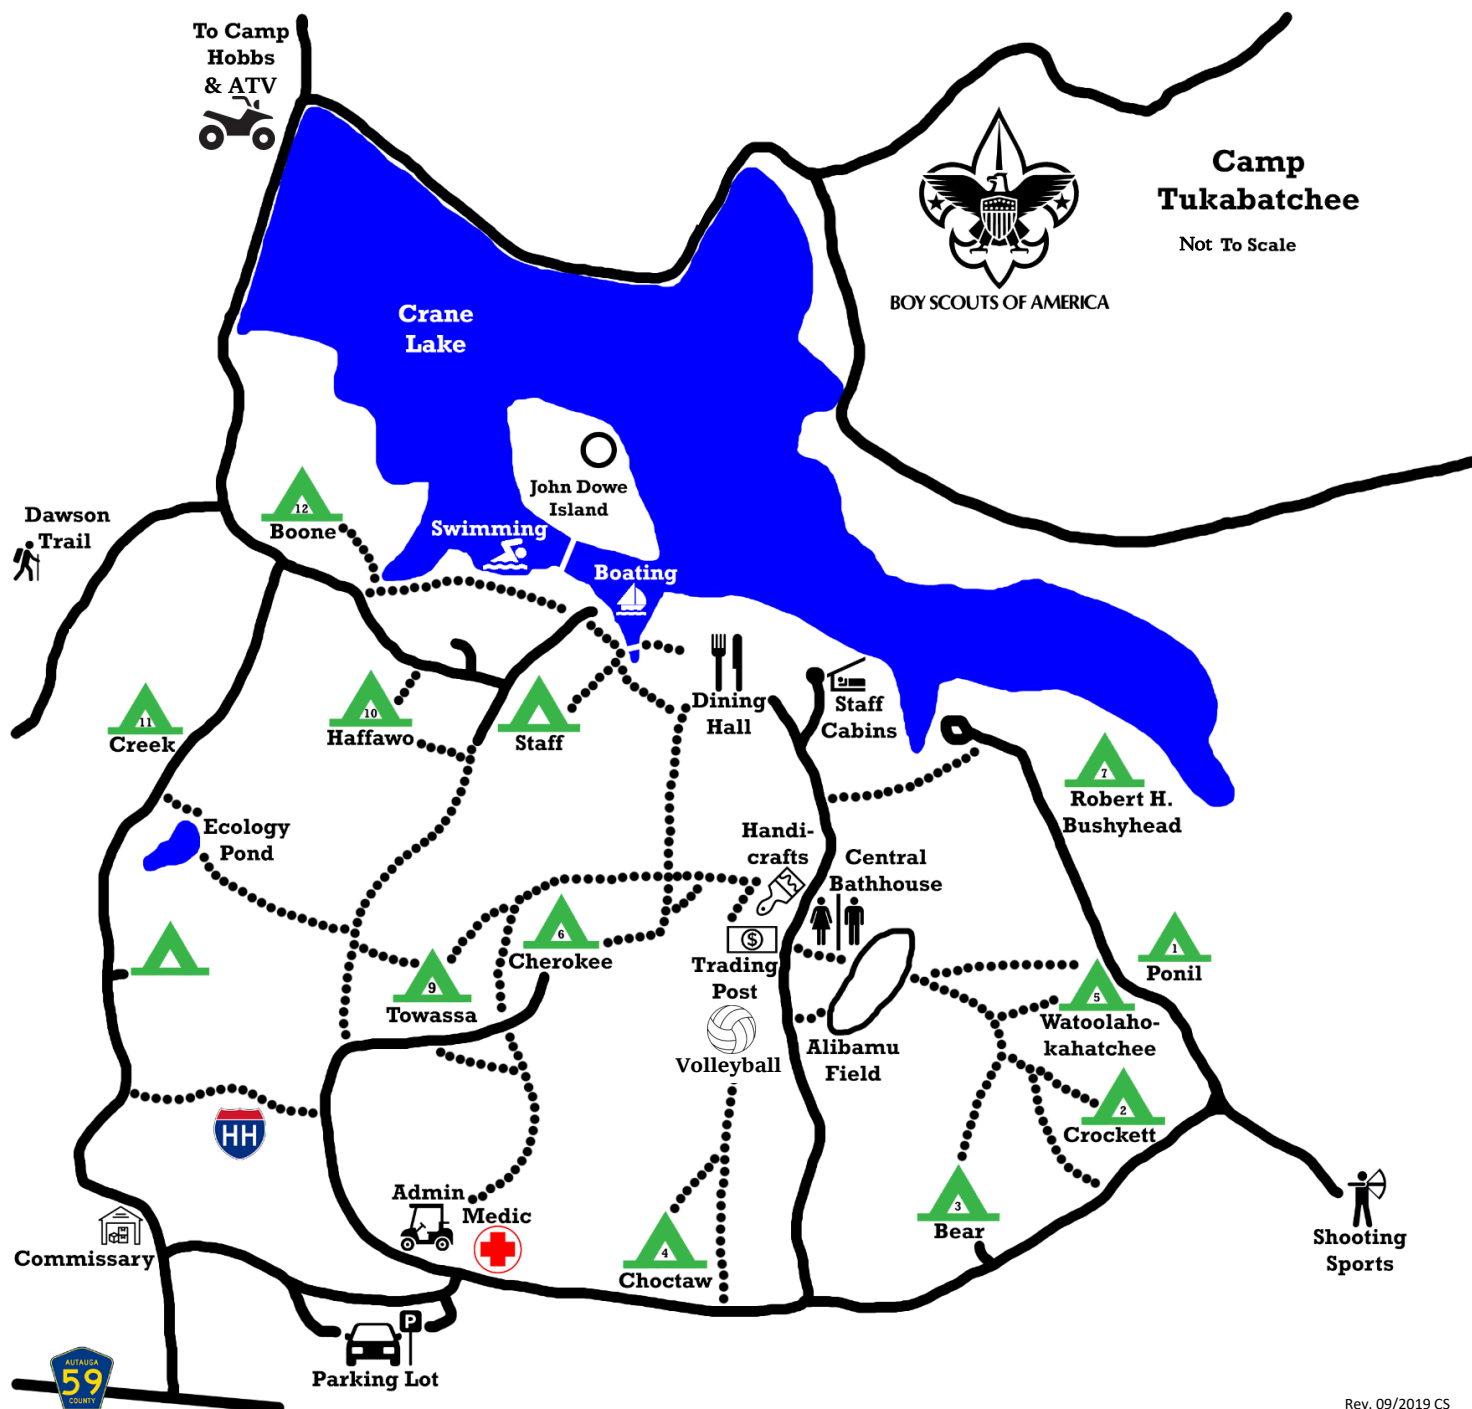 To Camp
Hobbs
& ATV
Camp
Tukabatchee
Not To Scale
BOY SCOUTS OF AMERICA
Crane
Lake
John Dowe
Island
Dawson
Trail
12
Boone
Swimming
Boating
11
Creek
10
Haffawo
Staff
Dining
Hall
Staff
Cabins
7
Robert H.
Bushyhead
Ecology
Pond
Handi-
crafts
Central
Bathhouse
6
Cherokee
9
Towassa
$
Trading
Post
Volleyball
Alibamu
Field
1
Ponil
5
Watoolaho-
kahatchee
2
Crockett
HH
Admin
Medic
4
Choctaw
3
Bear
Shooting
Sports
Commissary
P
Parking Lot
AUTAUGA
59
COUNTY
Rev. 09/2019 CS